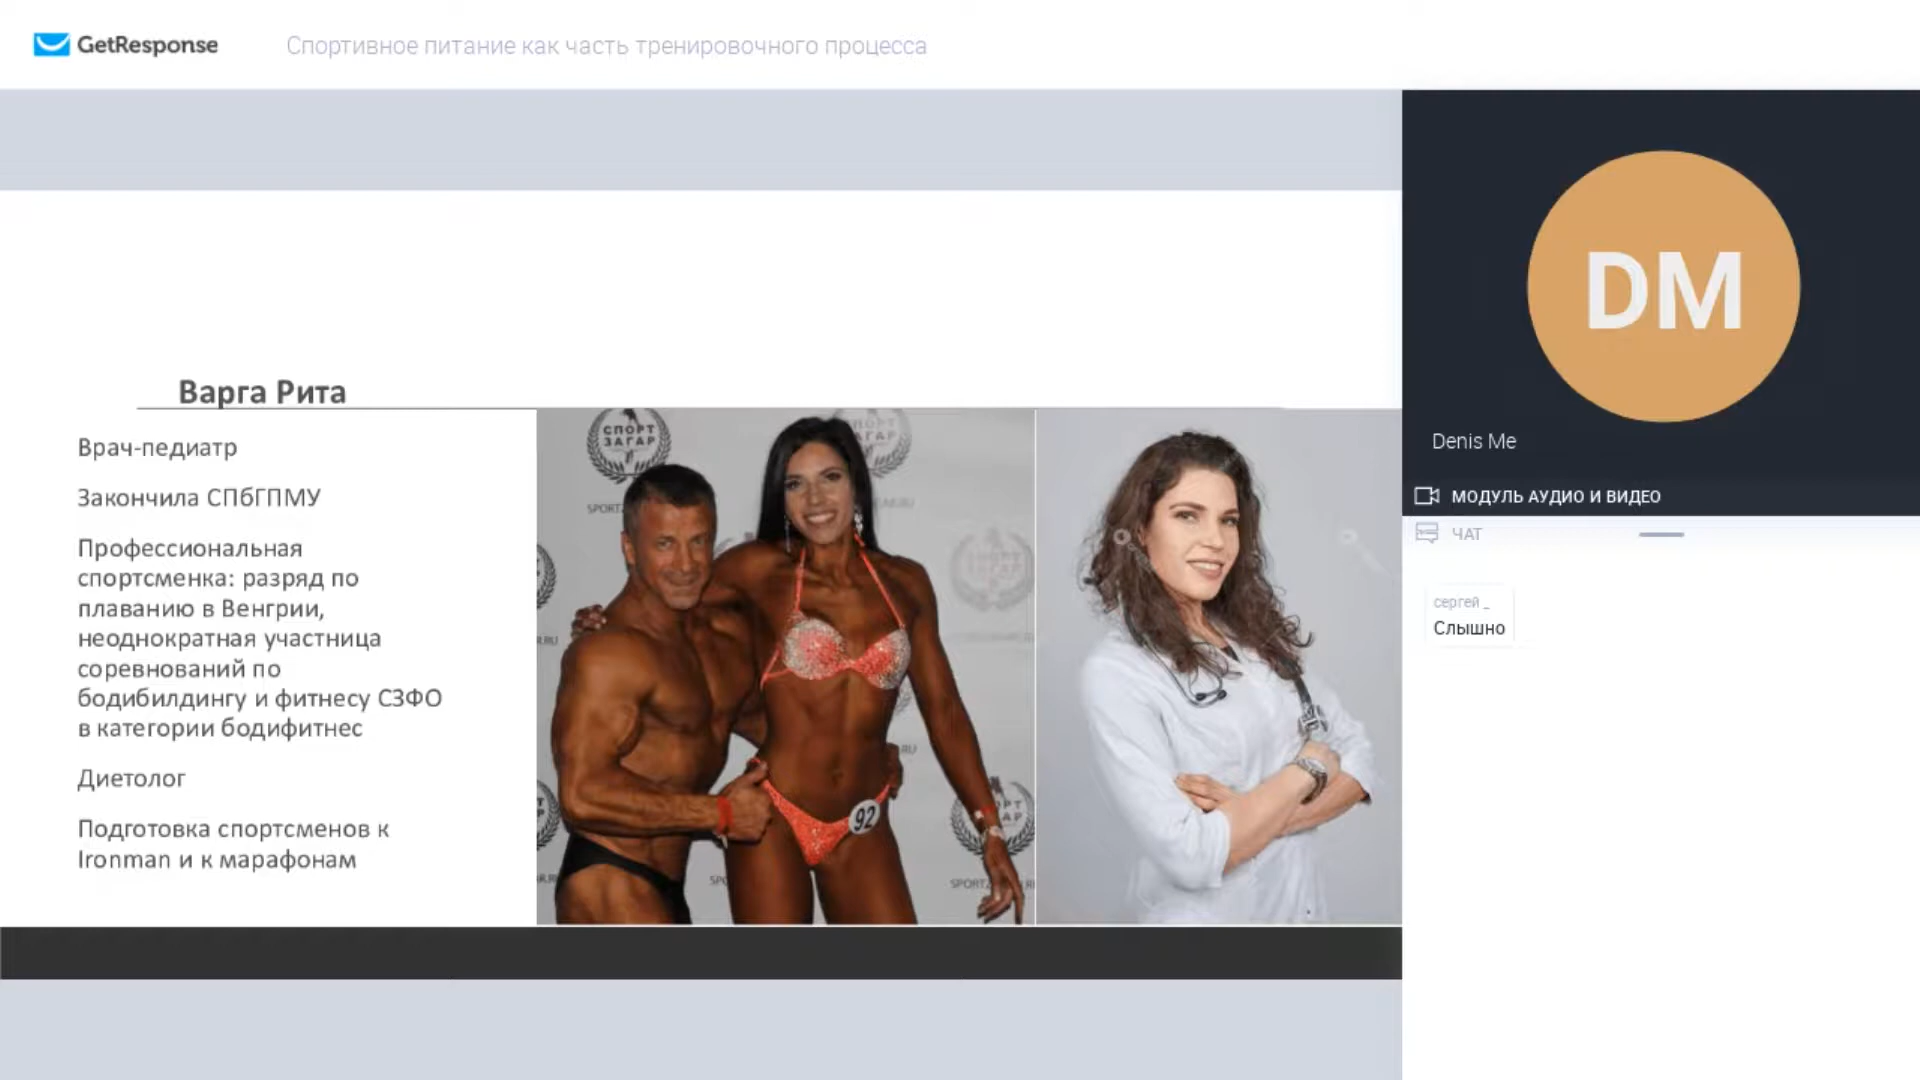 GetResponse
Спортивное питание как часть тренировочного процесса
DM
Denis Me
МОДУЛЬ АУДИО И ВИДЕО
ЧАТ
сергей _
Слышно
Варга Рита
Врач-педиатр
Закончила СПбГПМУ
Профессиональная
спортсменка: разряд по
плаванию в Венгрии,
неоднократная участница
соревнований по
бодибилдингу и фитнесу СЗФО
в категории бодифитнес
Диетолог
Подготовка спортсменов к
Ironman и к марафонам
СПОРТ
ЗАГАР
92